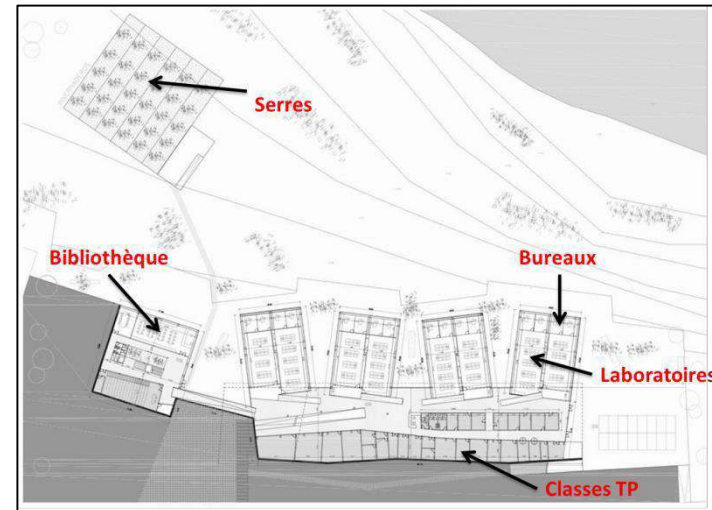 Serres
Bibliothèque
Bureaux
Laboratoires
Classes TP